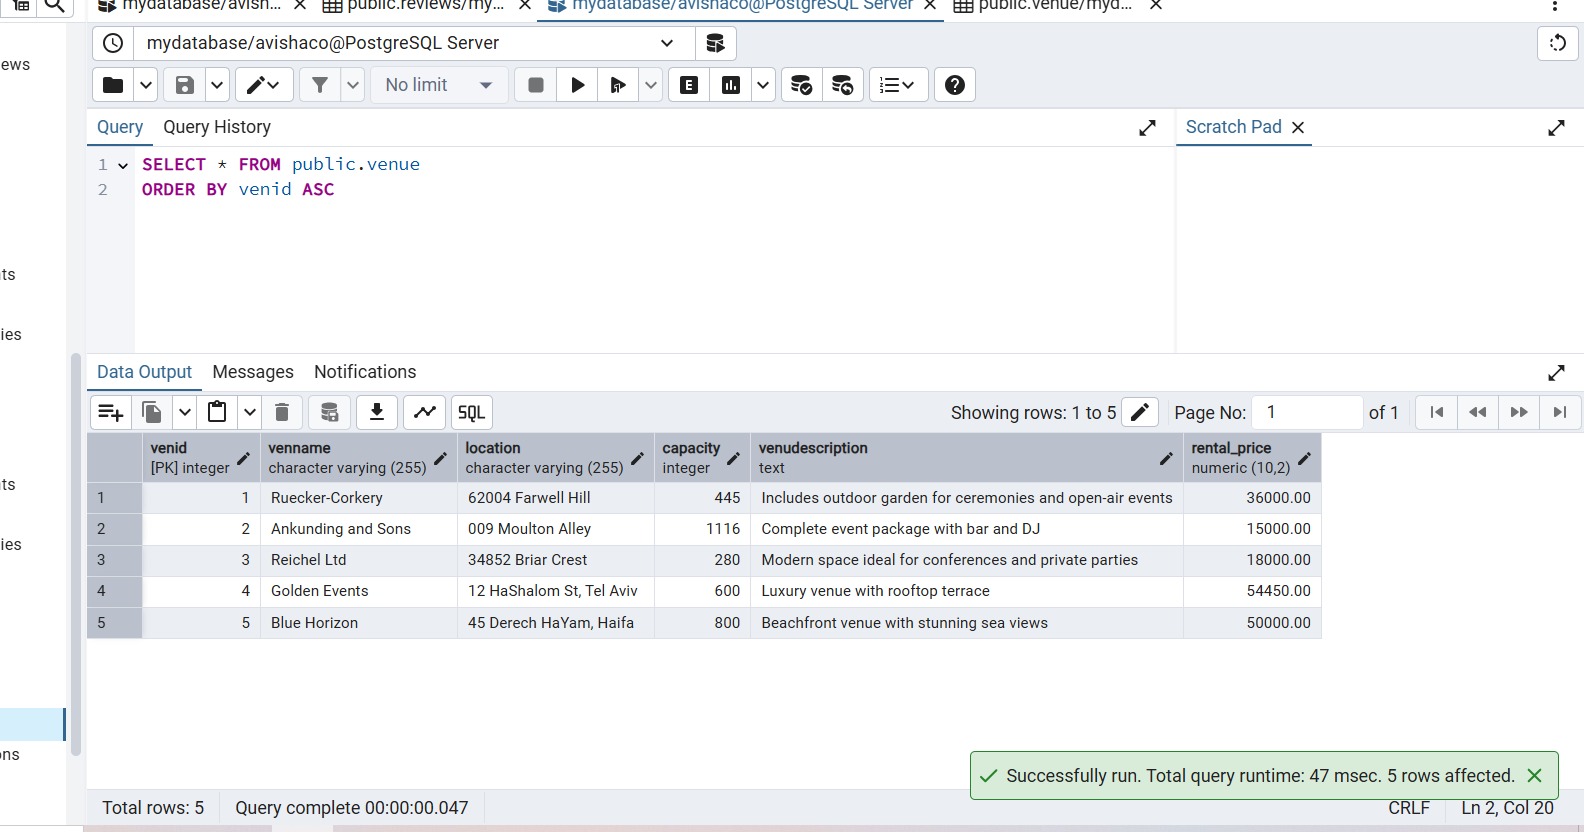 mydatabase/avish... × public.reviews/my... × mydatabase/avishaco@PostgreSQL Server × public.venue/myd... ×
mydatabase/avishaco@PostgreSQL Server
ews
No limit
E
Query Query History
Scratch Pad ×
1 SELECT * FROM public.venue
2 ORDER BY venid ASC
ts
ies
Data Output Messages Notifications
SQL Showing rows: 1 to 5 Page No: 1 of 1
venid venname location capacity venudescription rental_price
[PK] integer character varying (255) character varying (255) integer text numeric (10,2)
1 1 Ruecker-Corkery 62004 Farwell Hill 445 Includes outdoor garden for ceremonies and open-air events 36000.00
2 2 Ankunding and Sons 009 Moulton Alley 1116 Complete event package with bar and DJ 15000.00
3 3 Reichel Ltd 34852 Briar Crest 280 Modern space ideal for conferences and private parties 18000.00
4 4 Golden Events 12 HaShalom St, Tel Aviv 600 Luxury venue with rooftop terrace 54450.00
5 5 Blue Horizon 45 Derech HaYam, Haifa 800 Beachfront venue with stunning sea views 50000.00
ts
ies
ons
Successfully run. Total query runtime: 47 msec. 5 rows affected. ×
Total rows: 5 Query complete 00:00:00.047 CRLF Ln 2, Col 20